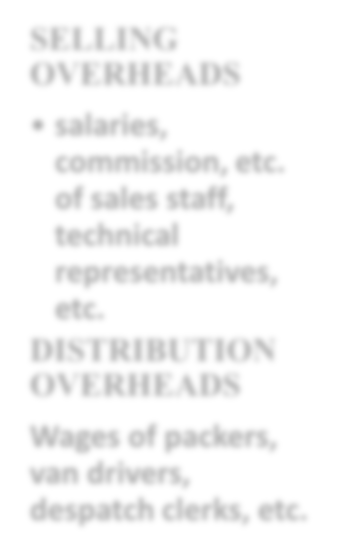 SELLING
OVERHEADS
• salaries,
commission, etc.
of sales staff,
technical
representatives,
etc.
DISTRIBUTION
OVERHEADS
Wages of packers,
van drivers,
despatch clerks, etc.